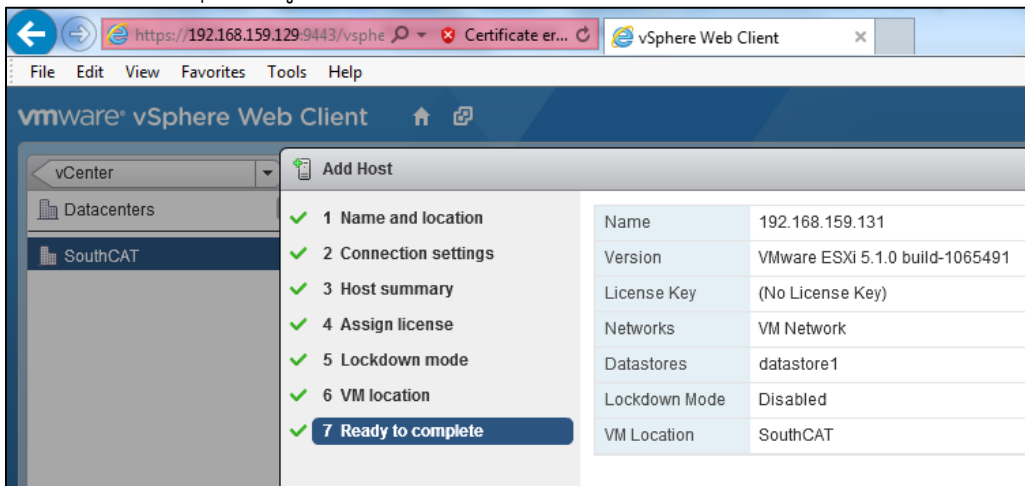 https://192.168.159.129:9443/vsphe Certificate er... vSphere Web Client
File Edit View Favorites Tools Help
vmware® vSphere Web Client
vCenter
Datacenters
SouthCAT
Add Host
1 Name and location
2 Connection settings
3 Host summary
4 Assign license
5 Lockdown mode
6 VM location
7 Ready to complete
Name 192.168.159.131
Version VMware ESXi 5.1.0 build-1065491
License Key (No License Key)
Networks VM Network
Datastores datastore1
Lockdown Mode Disabled
VM Location SouthCAT